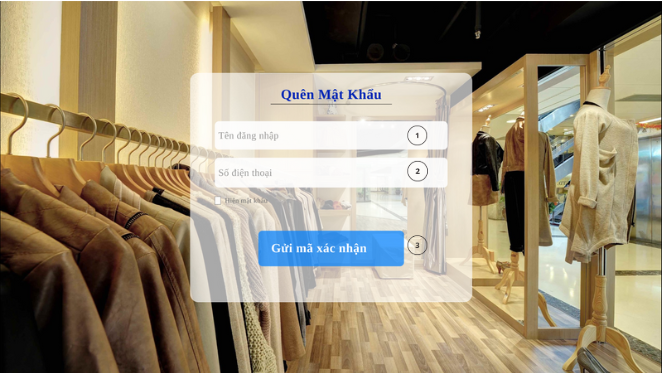 Quên Mật Khẩu
Tên đăng nhập 1
Số điện thoại 2
Hiện mật khẩu
Gửi mã xác nhận 3